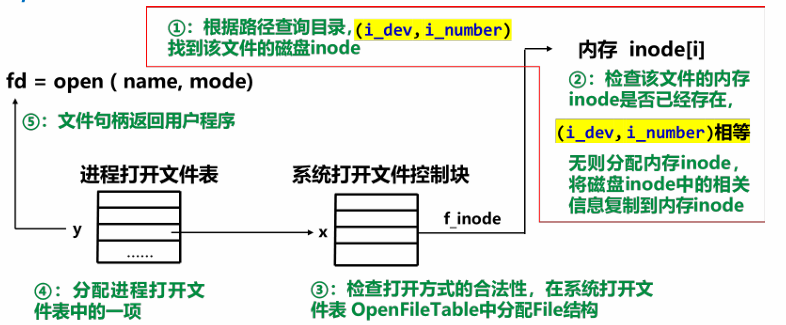 ①：根据路径查询目录，(i_dev,i_number)
找到该文件的磁盘inode
内存 inode[i]
fd = open ( name, mode)
②：检查该文件的内存
inode是否已经存在，
(i_dev,i_number)相等
无则分配内存inode，
将磁盘inode中的相关
信息复制到内存inode
⑤：文件句柄返回用户程序
进程打开文件表
系统打开文件控制块
f_inode
y
x
......
④：分配进程打开文
件表中的一项
③：检查打开方式的合法性，在系统打开文
件表 OpenFileTable中分配File结构